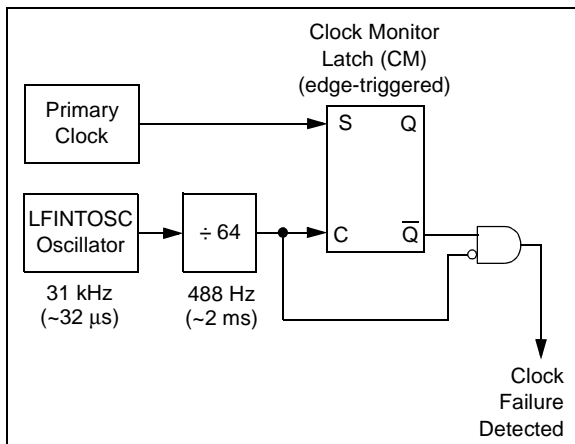 Clock Monitor
Latch (CM)
(edge-triggered)
Primary
Clock
S
Q
LFINTOSC
Oscillator
÷ 64
C
Q̅
31 kHz
(~32 μs)
488 Hz
(~2 ms)
Clock
Failure
Detected